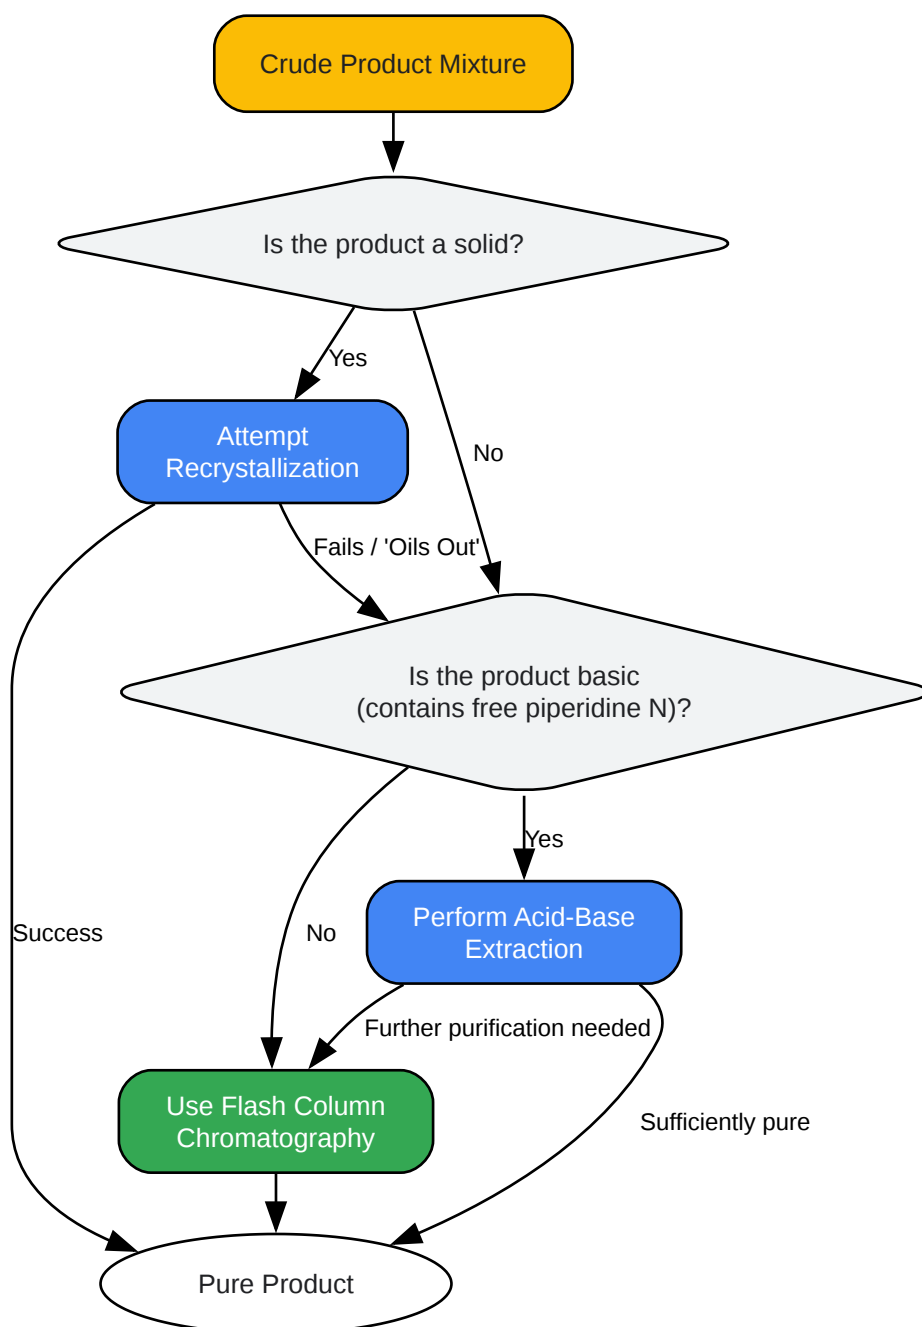 Crude Product Mixture
Is the product a solid?
Yes
Attempt
Recrystallization
No
Fails / 'Oils Out'
Is the product basic
(contains free piperidine N)?
Yes
Success
No
Perform Acid-Base
Extraction
Further purification needed
Use Flash Column
Chromatography
Sufficiently pure
Pure Product